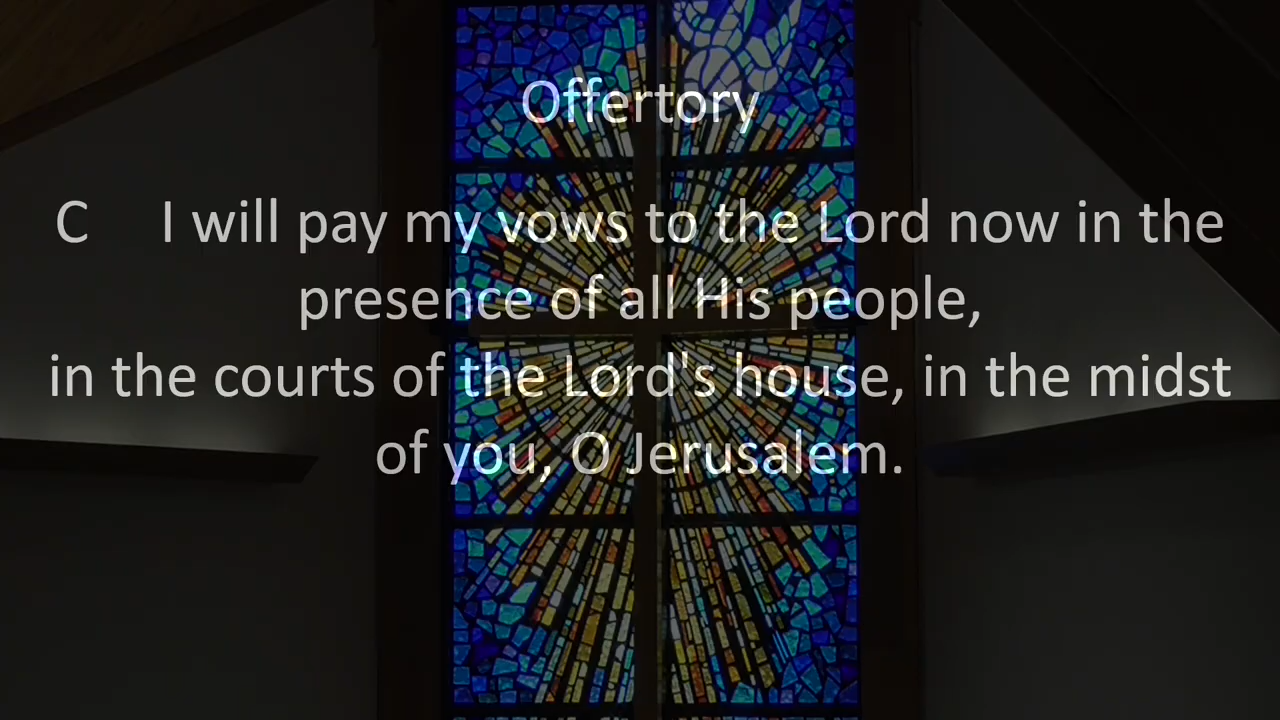 Offertory
C I will pay my vows to the Lord now in the
presence of all His people,
in the courts of the Lord's house, in the midst
of you, O Jerusalem.